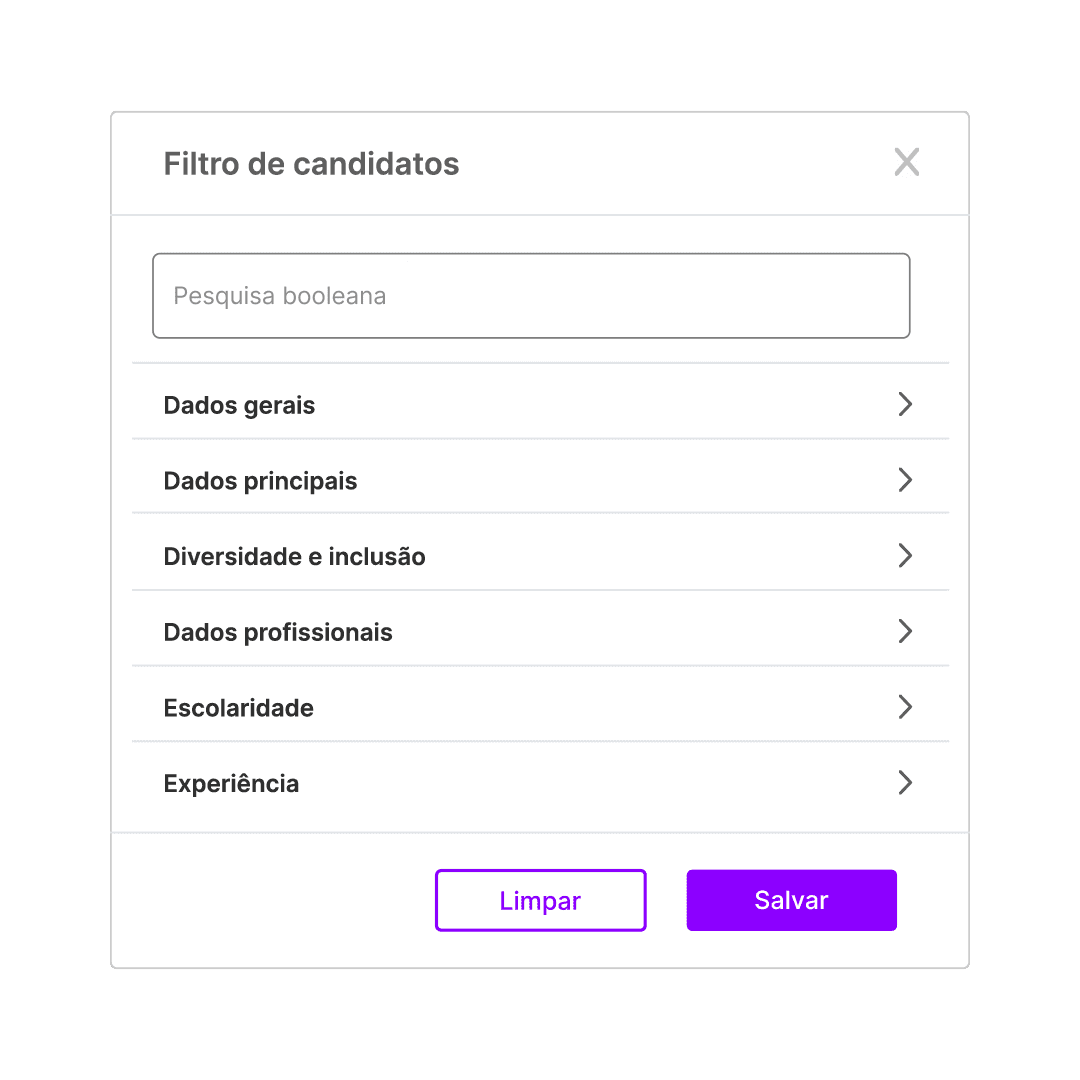 Filtro de candidatos
Pesquisa booleana
Dados gerais
Dados principais
Diversidade e inclusão
Dados profissionais
Escolaridade
Experiência
Limpar
Salvar